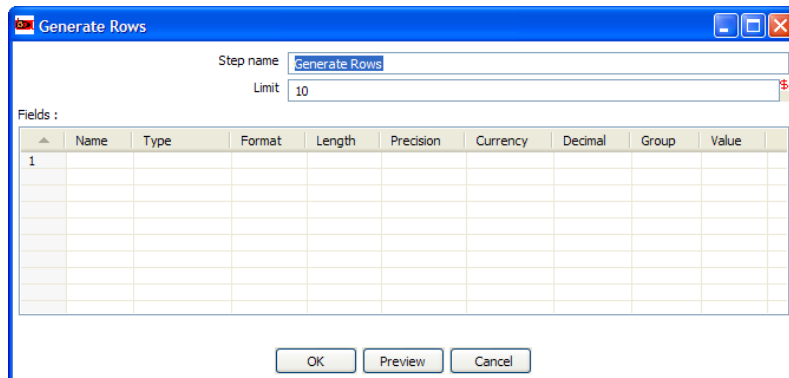 Generate Rows
Step name Generate Rows
Limit 10 $
Fields :
Name Type Format Length Precision Currency Decimal Group Value
1
OK Preview Cancel